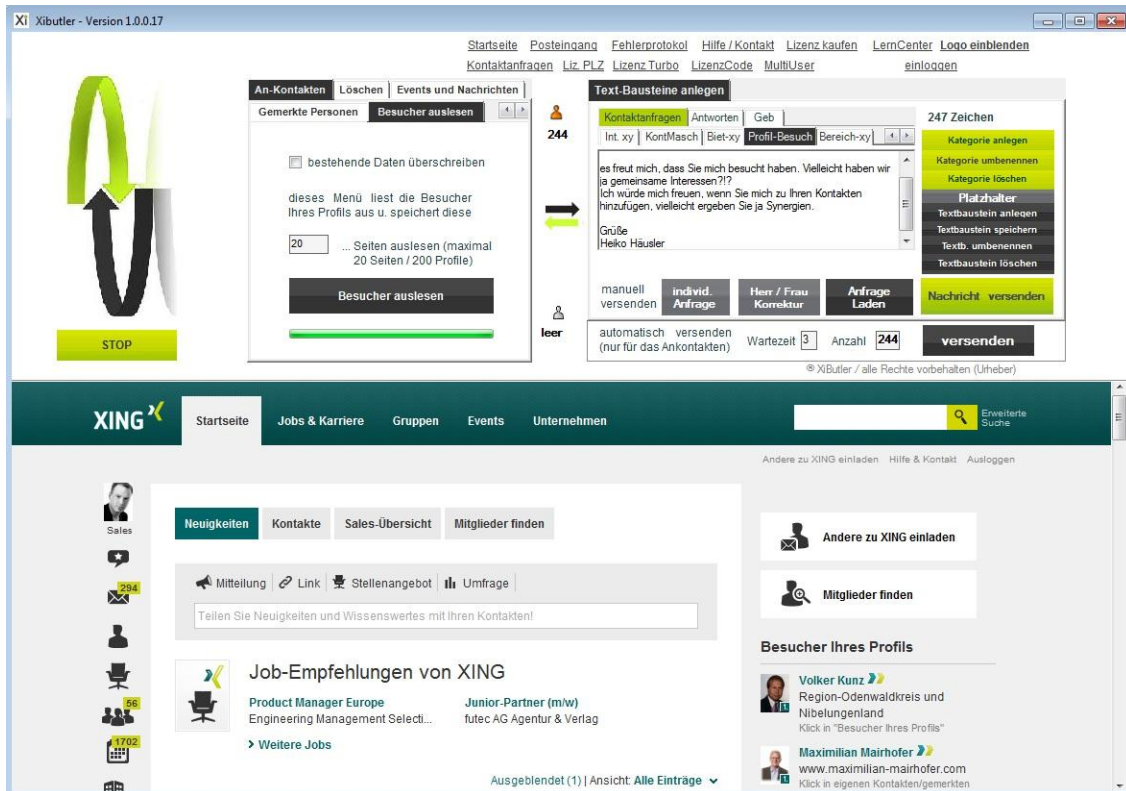 Xi Xibutler - Version 1.0.0.17
Startseite Posteingang Fehlerprotokol Hilfe / Kontakt Lizenz kaufen LernCenter Logo einblenden
Kontaktanfragen Liz. PLZ Lizenz Turbo LizenzCode MultiUser einloggen
An-Kontakten Löschen Events und Nachrichten
Gemerkte Personen Besucher auslesen
bestehende Daten überschreiben
dieses Menü liest die Besucher
Ihres Profils aus u. speichert diese
20 ... Seiten auslesen (maximal
20 Seiten / 200 Profile)
Besucher auslesen
STOP
244
leer
Text-Bausteine anlegen
Kontaktanfragen Antworten Geb
247 Zeichen
Int. xy KontMasch Biet-xy Profil-Besuch Bereich-xy
es freut mich, dass Sie mich besucht haben. Vielleicht haben wir
ja gemeinsame Interessen?!?
Ich würde mich freuen, wenn Sie mich zu Ihren Kontakten
hinzufügen, vielleicht ergeben Sie ja Synergien.
Grüße
Heiko Häusler
Kategorie anlegen
Kategorie umbenennen
Kategorie löschen
Platzhalter
Textbaustein anlegen
Textbaustein speichern
Textb. umbenennen
Textbaustein löschen
manuell
versenden
individ.
Anfrage
Herr / Frau
Korrektur
Anfrage
Laden
Nachricht versenden
automatisch versenden
(nur für das Ankontakten)
Wartezeit 3 Anzahl 244 versenden
® XiButler / alle Rechte vorbehalten (Urheber)
XING Startseite Jobs & Karriere Gruppen Events Unternehmen
Erweiterte
Suche
Andere zu XING einladen Hilfe & Kontakt Ausloggen
Sales
294
56
1702
Neuigkeiten Kontakte Sales-Übersicht Mitglieder finden
Mitteilung Link Stellenangebot Umfrage
Teilen Sie Neuigkeiten und Wissenswertes mit Ihren Kontakten!
Job-Empfehlungen von XING
Product Manager Europe
Engineering Management Selecti...
Junior-Partner (m/w)
futec AG Agentur & Verlag
Weitere Jobs
Ausgeblendet (1) | Ansicht: Alle Einträge
Andere zu XING einladen
Mitglieder finden
Besucher Ihres Profils
Volker Kunz
Region-Odenwaldkreis und
Nibelungenland
Klick in "Besucher Ihres Profils"
Maximilian Mairhofer
www.maximilian-mairhofer.com
Klick in eigenen Kontakten/gemerkten